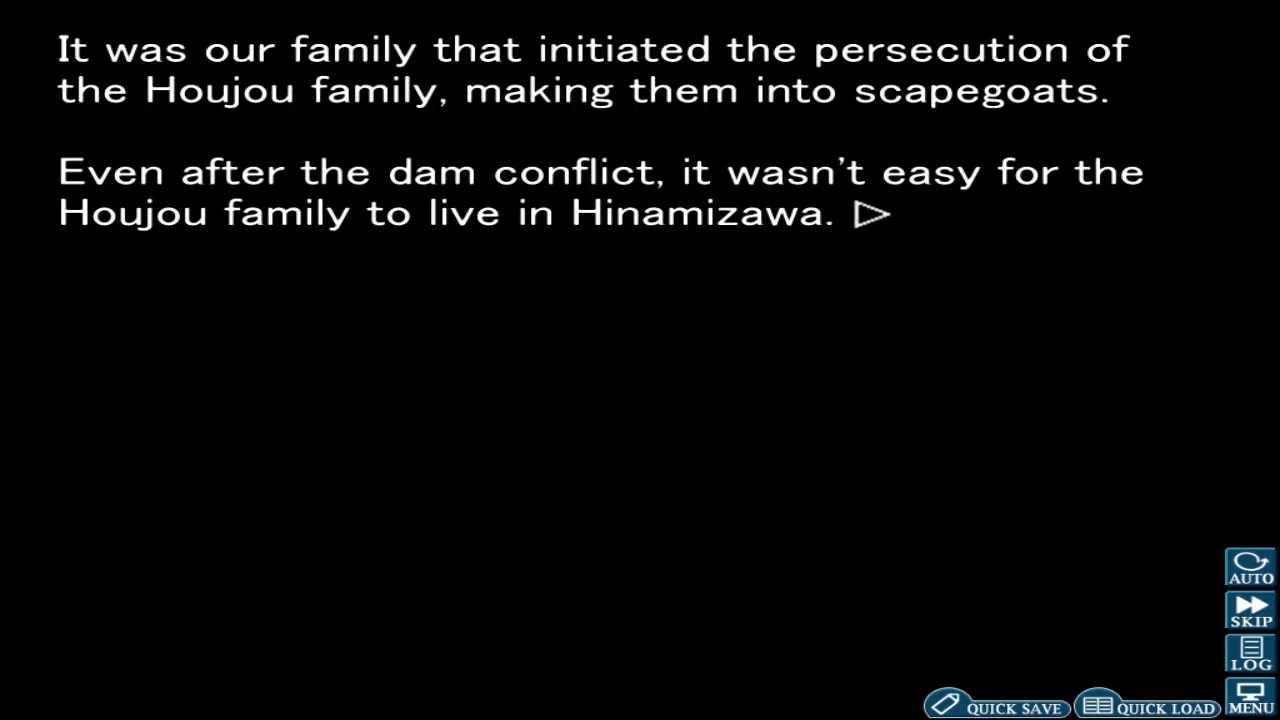 It was our family that initiated the persecution of
the Houjou family, making them into scapegoats.
Even after the dam conflict, it wasn't easy for the
Houjou family to live in Hinamizawa.
AUTO
SKIP
LOG
QUICK SAVE
QUICK LOAD
MENU